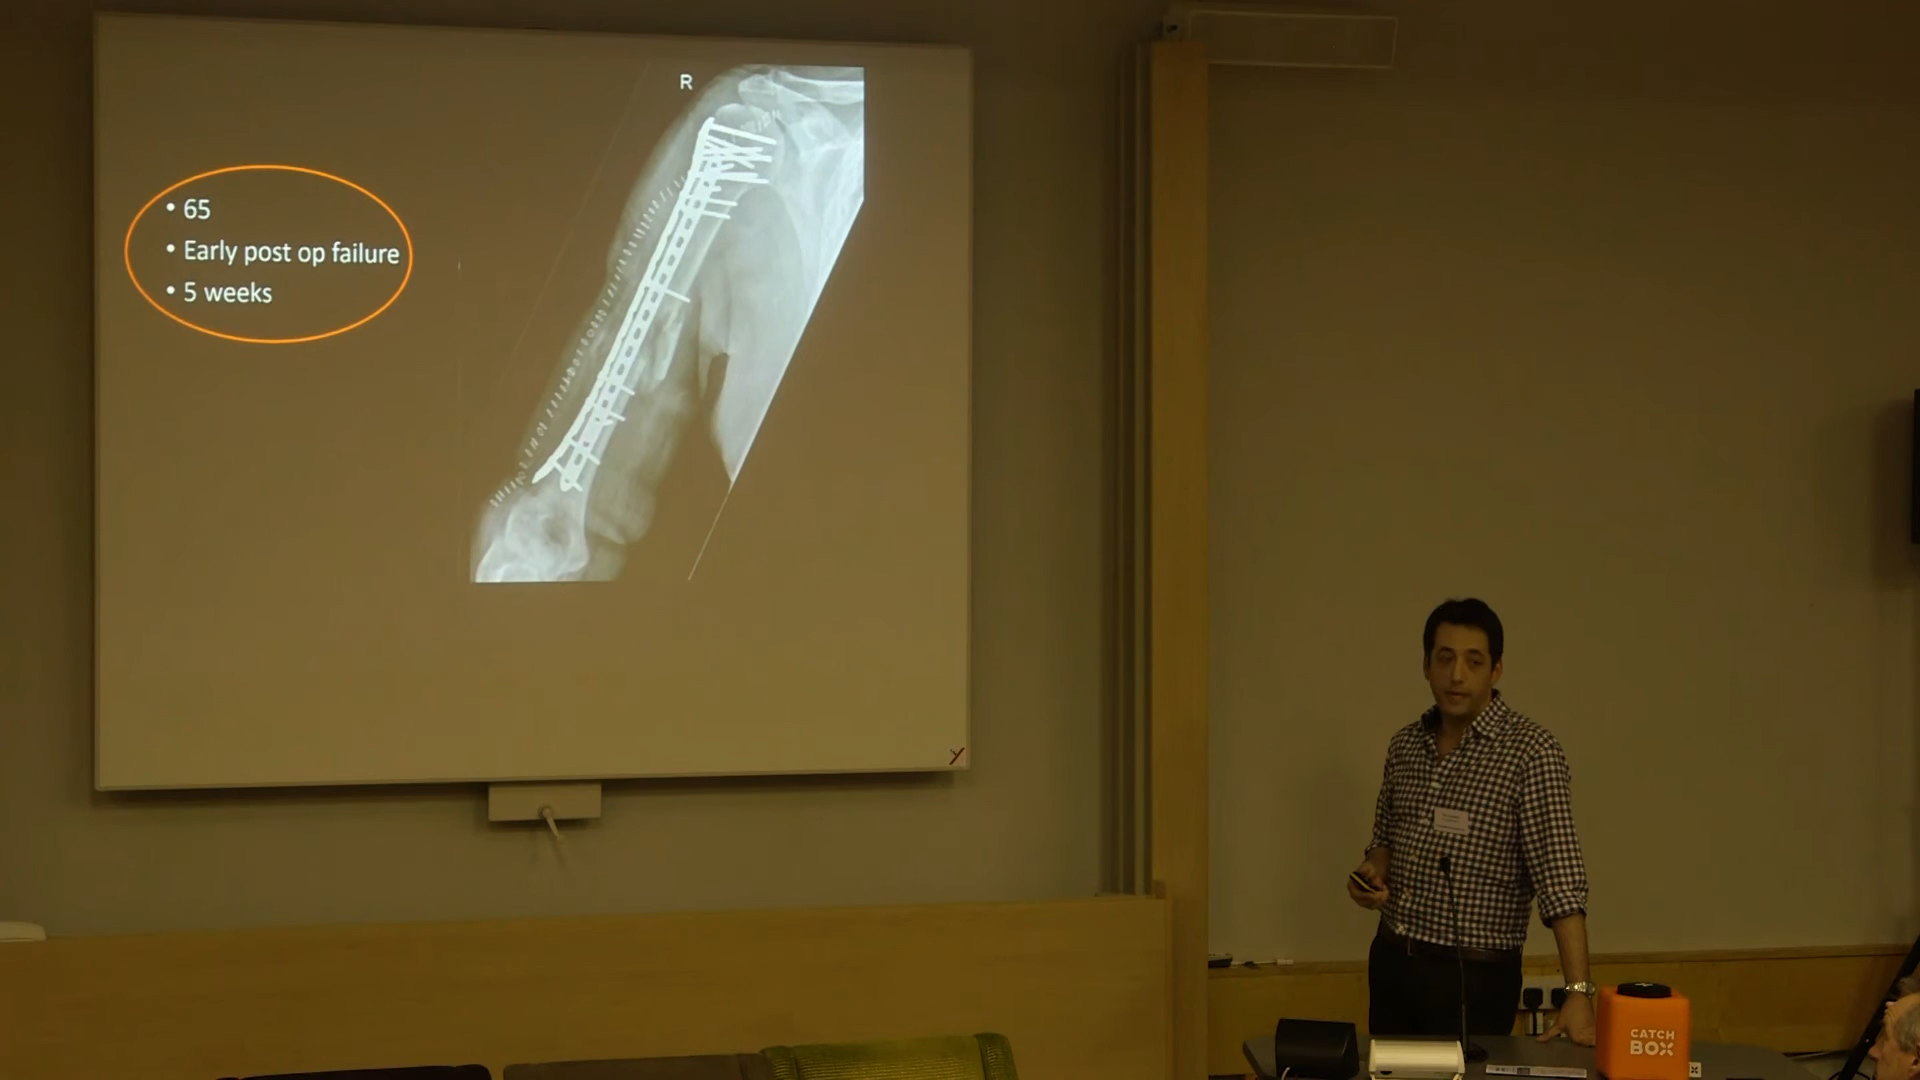 R
• 65
• Early post op failure
• 5 weeks
CATCH
BOX